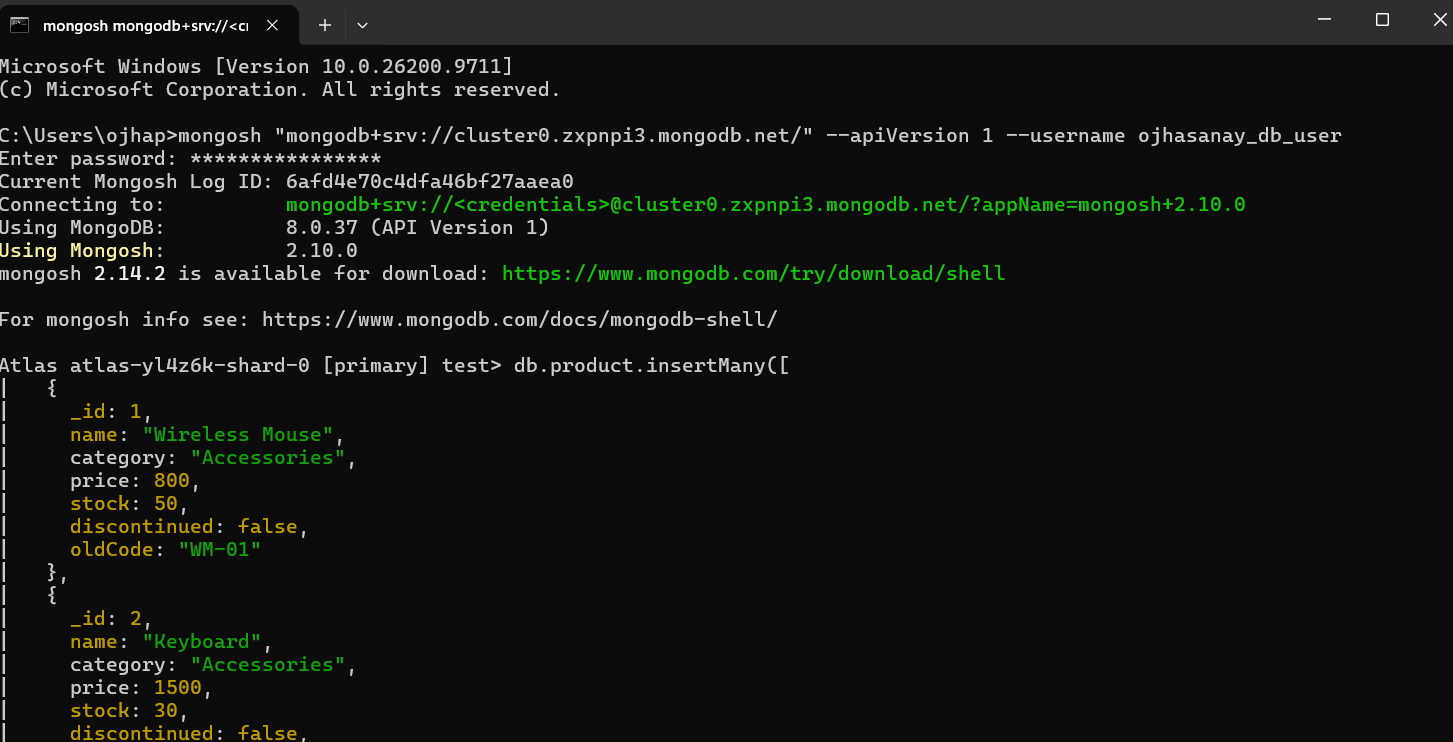 mongosh mongodb+srv://<cr
Microsoft Windows [Version 10.0.26200.9711]
(c) Microsoft Corporation. All rights reserved.
C:\Users\ojhap>mongosh "mongodb+srv://cluster0.zxpnpi3.mongodb.net/" --apiVersion 1 --username ojhasanay_db_user
Enter password: ****************
Current Mongosh Log ID: 6afd4e70c4dfa46bf27aaea0
Connecting to: mongodb+srv://<credentials>@cluster0.zxpnpi3.mongodb.net/?appName=mongosh+2.10.0
Using MongoDB: 8.0.37 (API Version 1)
Using Mongosh: 2.10.0
mongosh 2.14.2 is available for download: https://www.mongodb.com/try/download/shell
For mongosh info see: https://www.mongodb.com/docs/mongodb-shell/
Atlas atlas-yl4z6k-shard-0 [primary] test> db.product.insertMany([
|   {
|     _id: 1,
|     name: "Wireless Mouse",
|     category: "Accessories",
|     price: 800,
|     stock: 50,
|     discontinued: false,
|     oldCode: "WM-01"
|   },
|   {
|     _id: 2,
|     name: "Keyboard",
|     category: "Accessories",
|     price: 1500,
|     stock: 30,
|     discontinued: false,